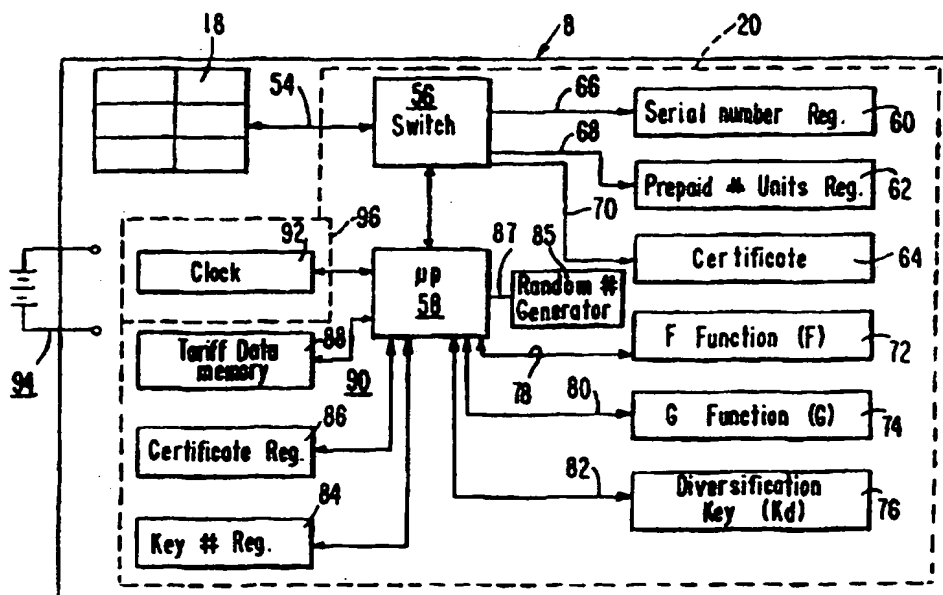 18
8
20
54
56
Switch
66
Serial number Reg.
60
68
Prepaid # Units Reg.
62
70
96
92
Clock
87
85
Certificate
64
µp
58
Random #
Generator
88
Tariff Data
memory
F Function (F)
72
94
90
78
86
80
G Function (G)
74
Certificate Reg.
84
82
Diversification
Key (Kd)
76
Key # Reg.